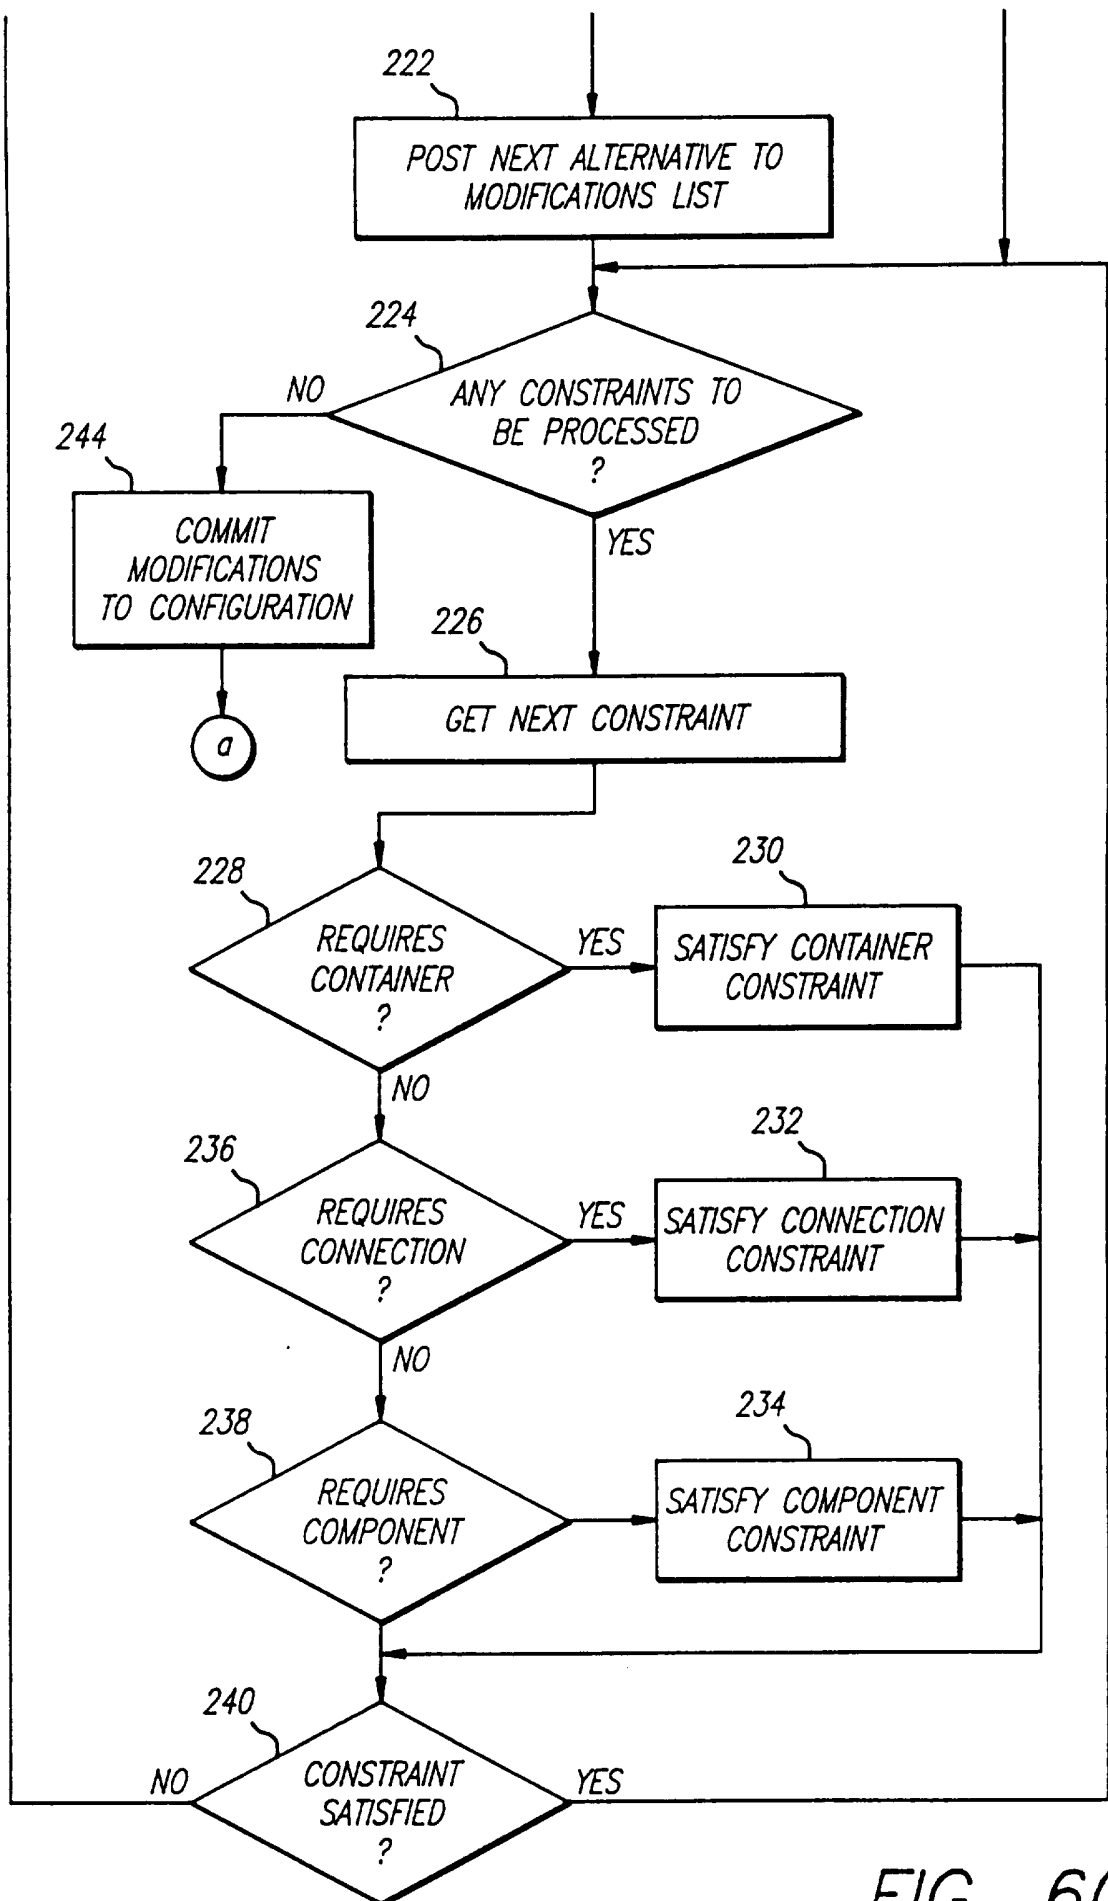 222
POST NEXT ALTERNATIVE TO
MODIFICATIONS LIST
224
NO
ANY CONSTRAINTS TO
BE PROCESSED
?
244
COMMIT
MODIFICATIONS
TO CONFIGURATION
YES
226
a
GET NEXT CONSTRAINT
228
REQUIRES
CONTAINER
?
YES
230
SATISFY CONTAINER
CONSTRAINT
NO
236
REQUIRES
CONNECTION
?
YES
232
SATISFY CONNECTION
CONSTRAINT
NO
238
REQUIRES
COMPONENT
?
234
SATISFY COMPONENT
CONSTRAINT
240
NO
CONSTRAINT
SATISFIED
?
YES
FIG.